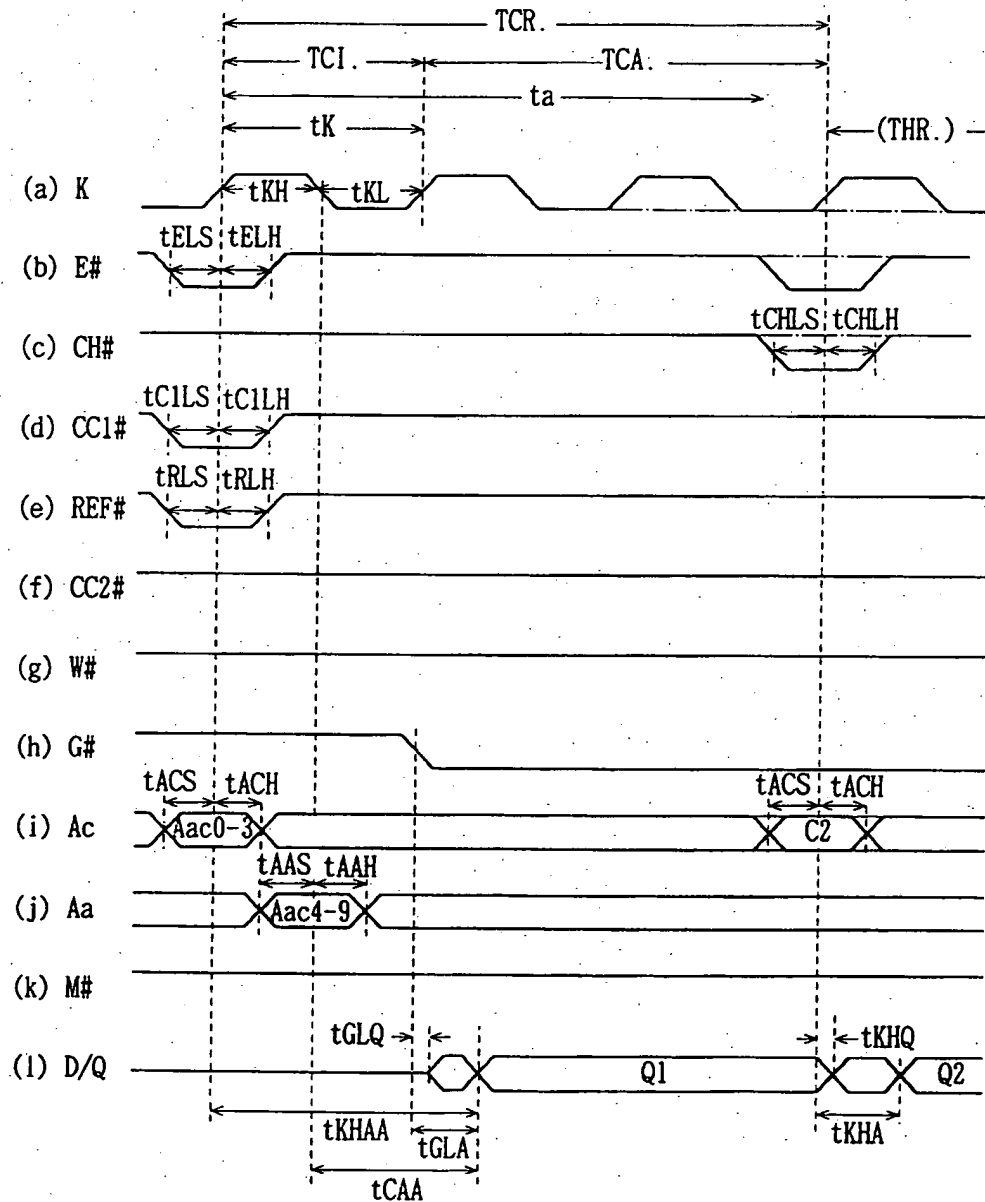 TCR.
TCI. TCA.
ta
tK (THR.)
(a) K tKH tKL
tELS tELH
(b) E#
tCHLS tCHLH
(c) CH#
tC1LS tC1LH
(d) CC1#
tRLS tRLH
(e) REF#
(f) CC2#
(g) W#
(h) G#
tACS tACH tACS tACH
(i) Ac Aac0-3 C2
tAAS tAAH
(j) Aa Aac4-9
(k) M#
tGLQ tKHQ
(l) D/Q Q1 Q2
tKHAA tGLA tKHA
tCAA